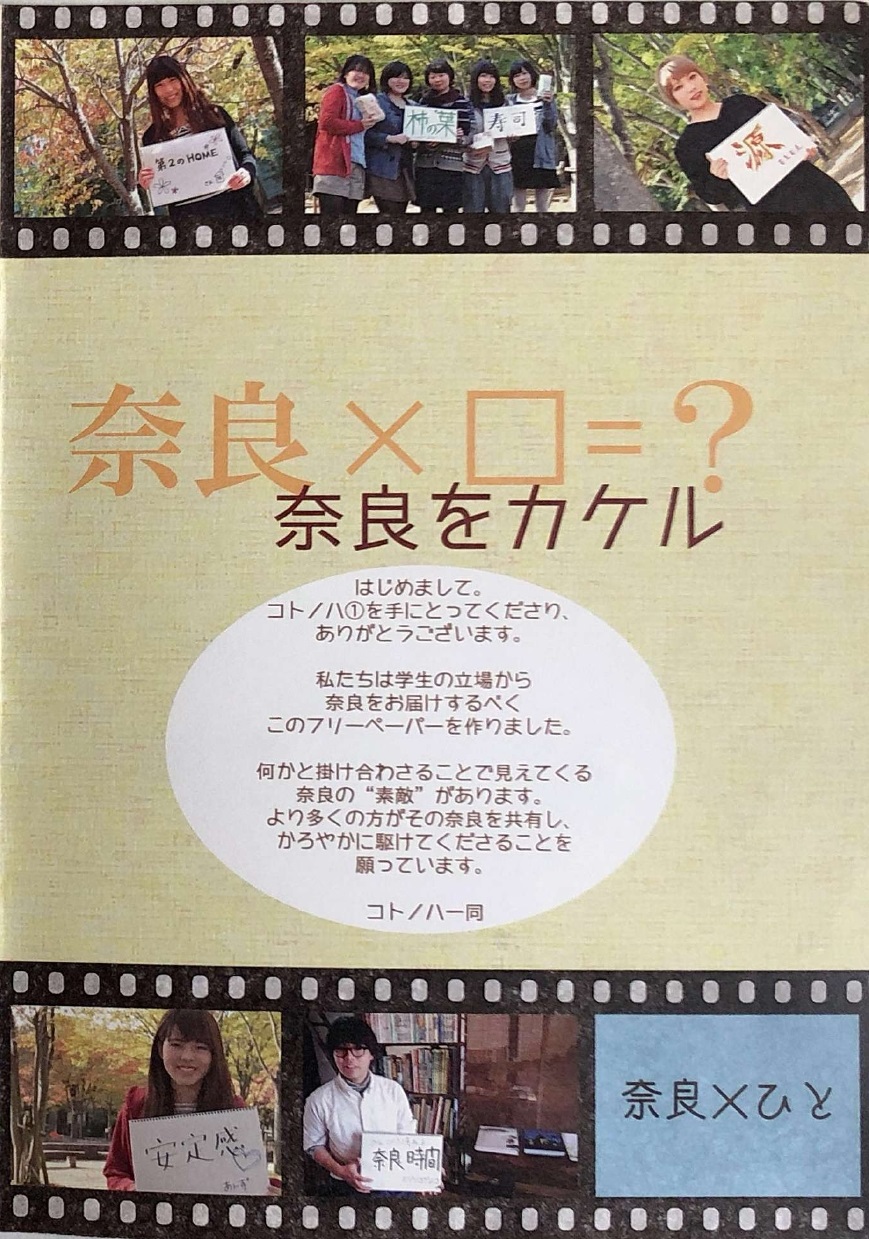 第2のHOME
柿の葉
寿司
源
奈良×□=?
奈良をカケル
はじめまして。
コトノハ①を手にとってくださり、
ありがとうございます。
私たちは学生の立場から
奈良をお届けするべく
このフリーペーパーを作りました。
何かと掛け合わさることで見えてくる
奈良の“素敵”があります。
より多くの方がその奈良を共有し、
かろやかに駆けてくださることを
願っています。
コトノハ一同
安定感
あんず
奈良時間
奈良×ひと